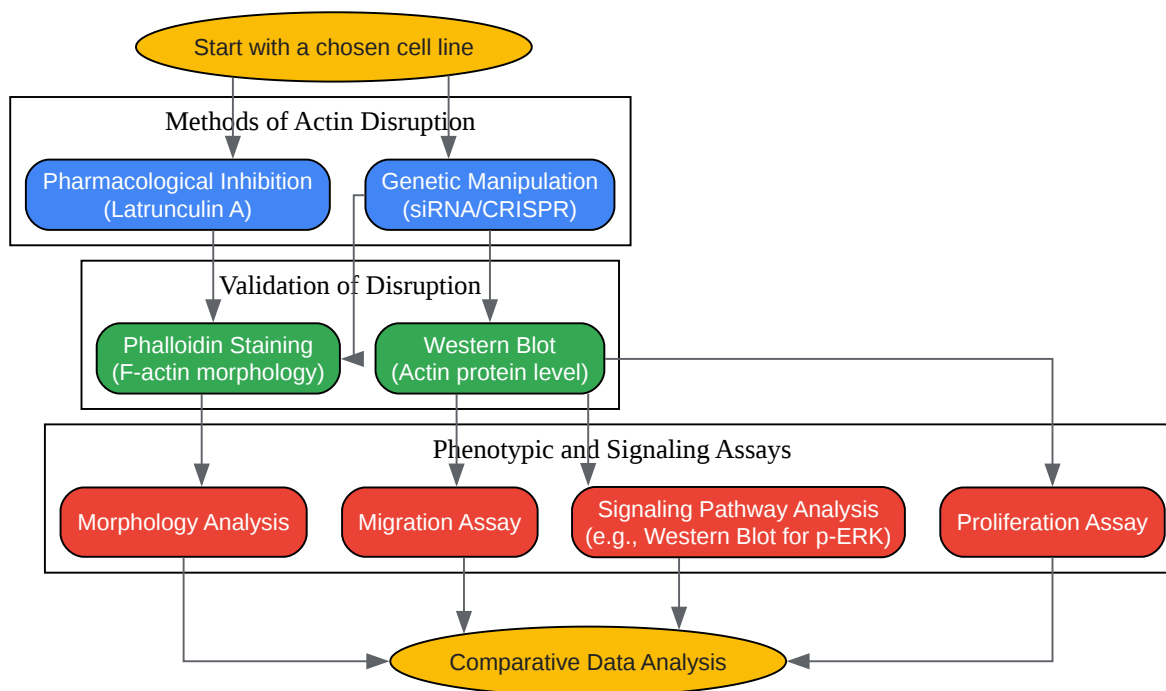 Start with a chosen cell line
Methods of Actin Disruption
Pharmacological Inhibition
(Latrunculin A)
Genetic Manipulation
(siRNA/CRISPR)
Validation of Disruption
Phalloidin Staining
(F-actin morphology)
Western Blot
(Actin protein level)
Phenotypic and Signaling Assays
Morphology Analysis
Migration Assay
Signaling Pathway Analysis
(e.g., Western Blot for p-ERK)
Proliferation Assay
Comparative Data Analysis